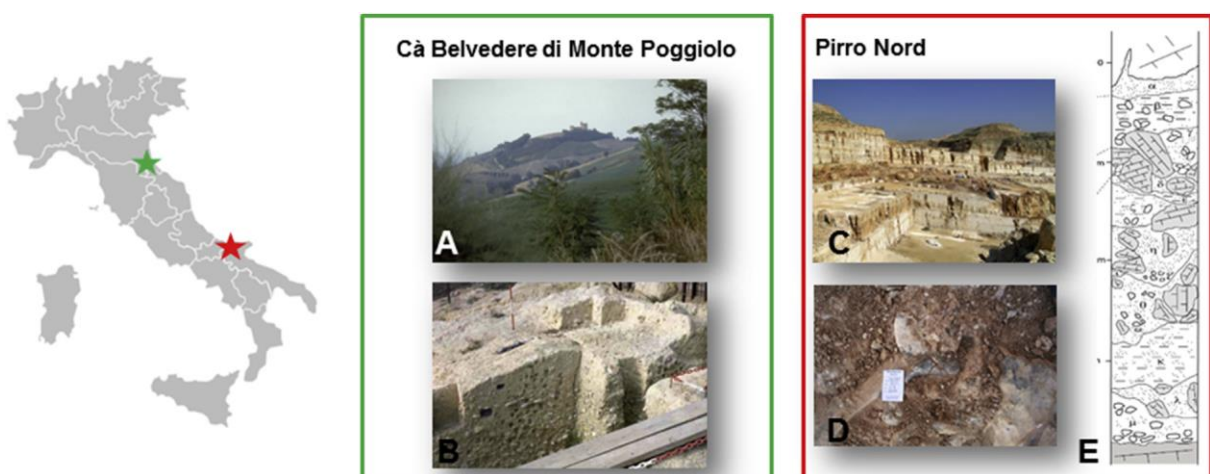 Cà Belvedere di Monte Poggiolo
A
B
Pirro Nord
C
D
E
o
α
β
m
δ
η
m
θ
κ
λ
μ